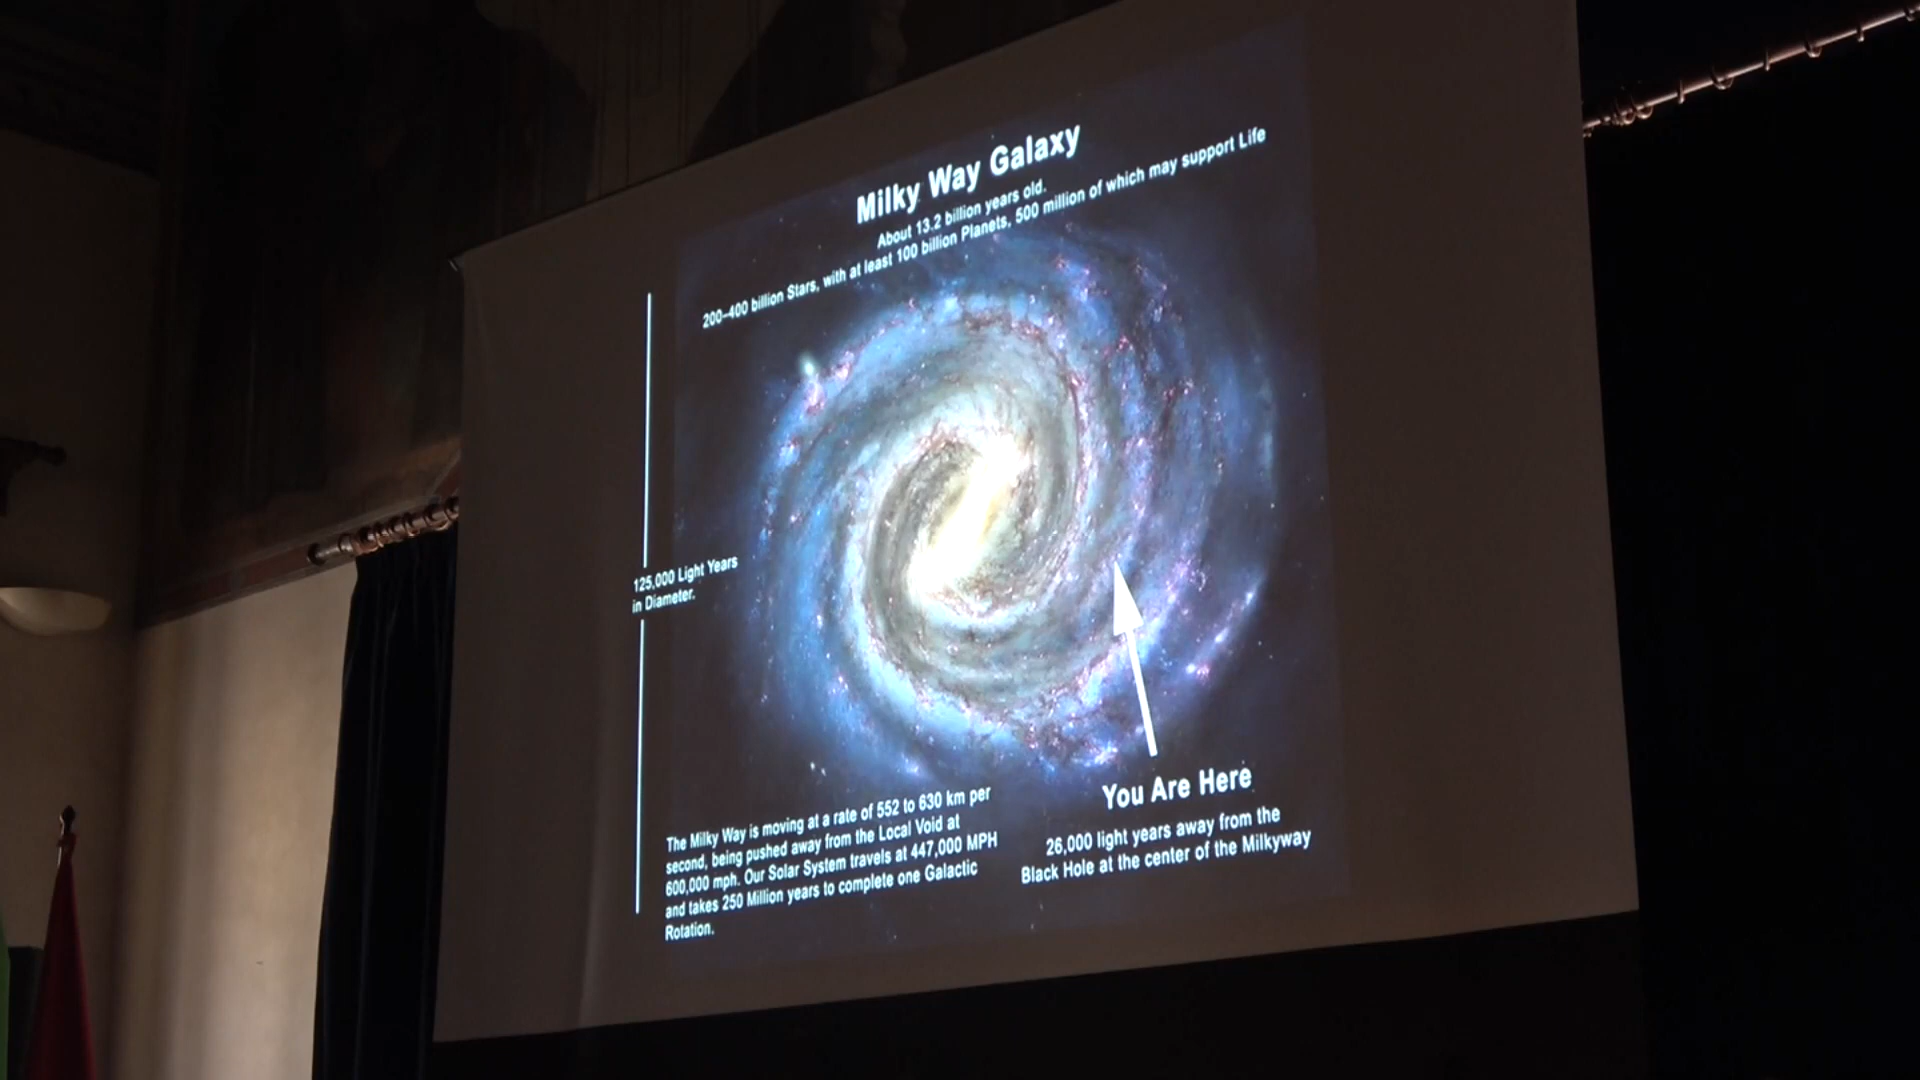 Milky Way Galaxy
About 13.2 billion years old.
200–400 billion Stars, with at least 100 billion Planets, 500 million of which may support Life
125,000 Light Years
in Diameter.
The Milky Way is moving at a rate of 552 to 630 km per
second, being pushed away from the Local Void at
600,000 mph. Our Solar System travels at 447,000 MPH
and takes 250 Million years to complete one Galactic
Rotation.
You Are Here
26,000 light years away from the
Black Hole at the center of the Milkyway